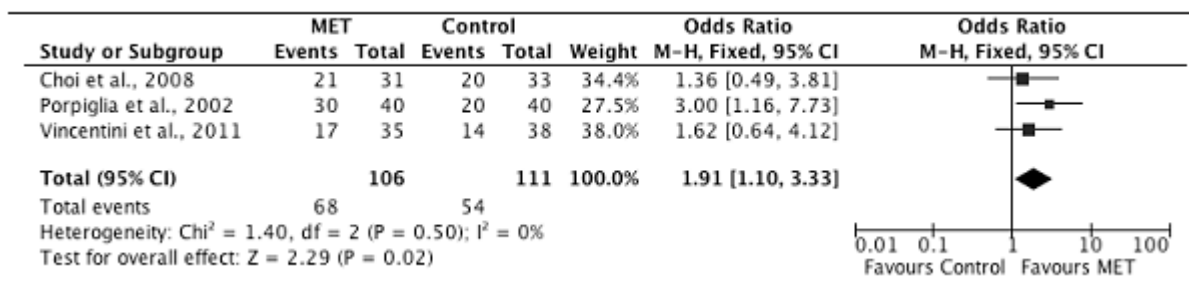 MET Control Odds Ratio Odds Ratio
Study or Subgroup Events Total Events Total Weight M-H, Fixed, 95% CI M-H, Fixed, 95% CI
Choi et al., 2008 21 31 20 33 34.4% 1.36 [0.49, 3.81]
Porpiglia et al., 2002 30 40 20 40 27.5% 3.00 [1.16, 7.73]
Vincentini et al., 2011 17 35 14 38 38.0% 1.62 [0.64, 4.12]
Total (95% CI) 106 111 100.0% 1.91 [1.10, 3.33]
Total events 68 54
Heterogeneity: Chi² = 1.40, df = 2 (P = 0.50); I² = 0%
Test for overall effect: Z = 2.29 (P = 0.02)
0.01 0.1 1 10 100
Favours Control Favours MET